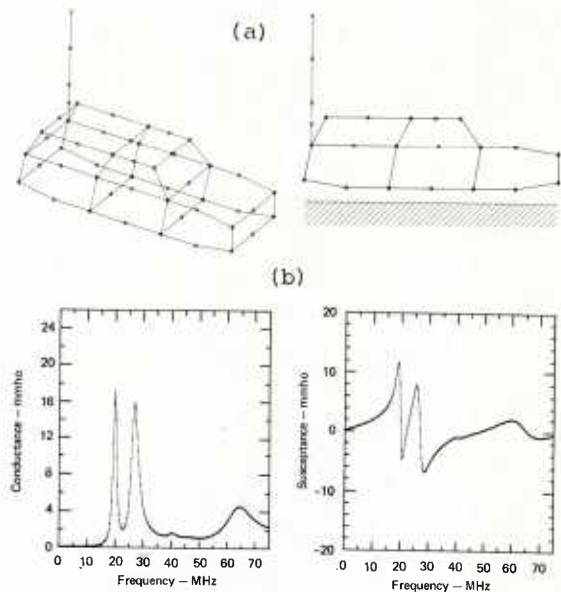 (a)
(b)
24
20
16
12
8
4
0
Conductance – mmho
0 10 20 30 40 50 60 70
Frequency – MHz
20
10
0
-10
-20
Susceptance – mmho
0 10 20 30 40 50 60 70
Frequency – MHz